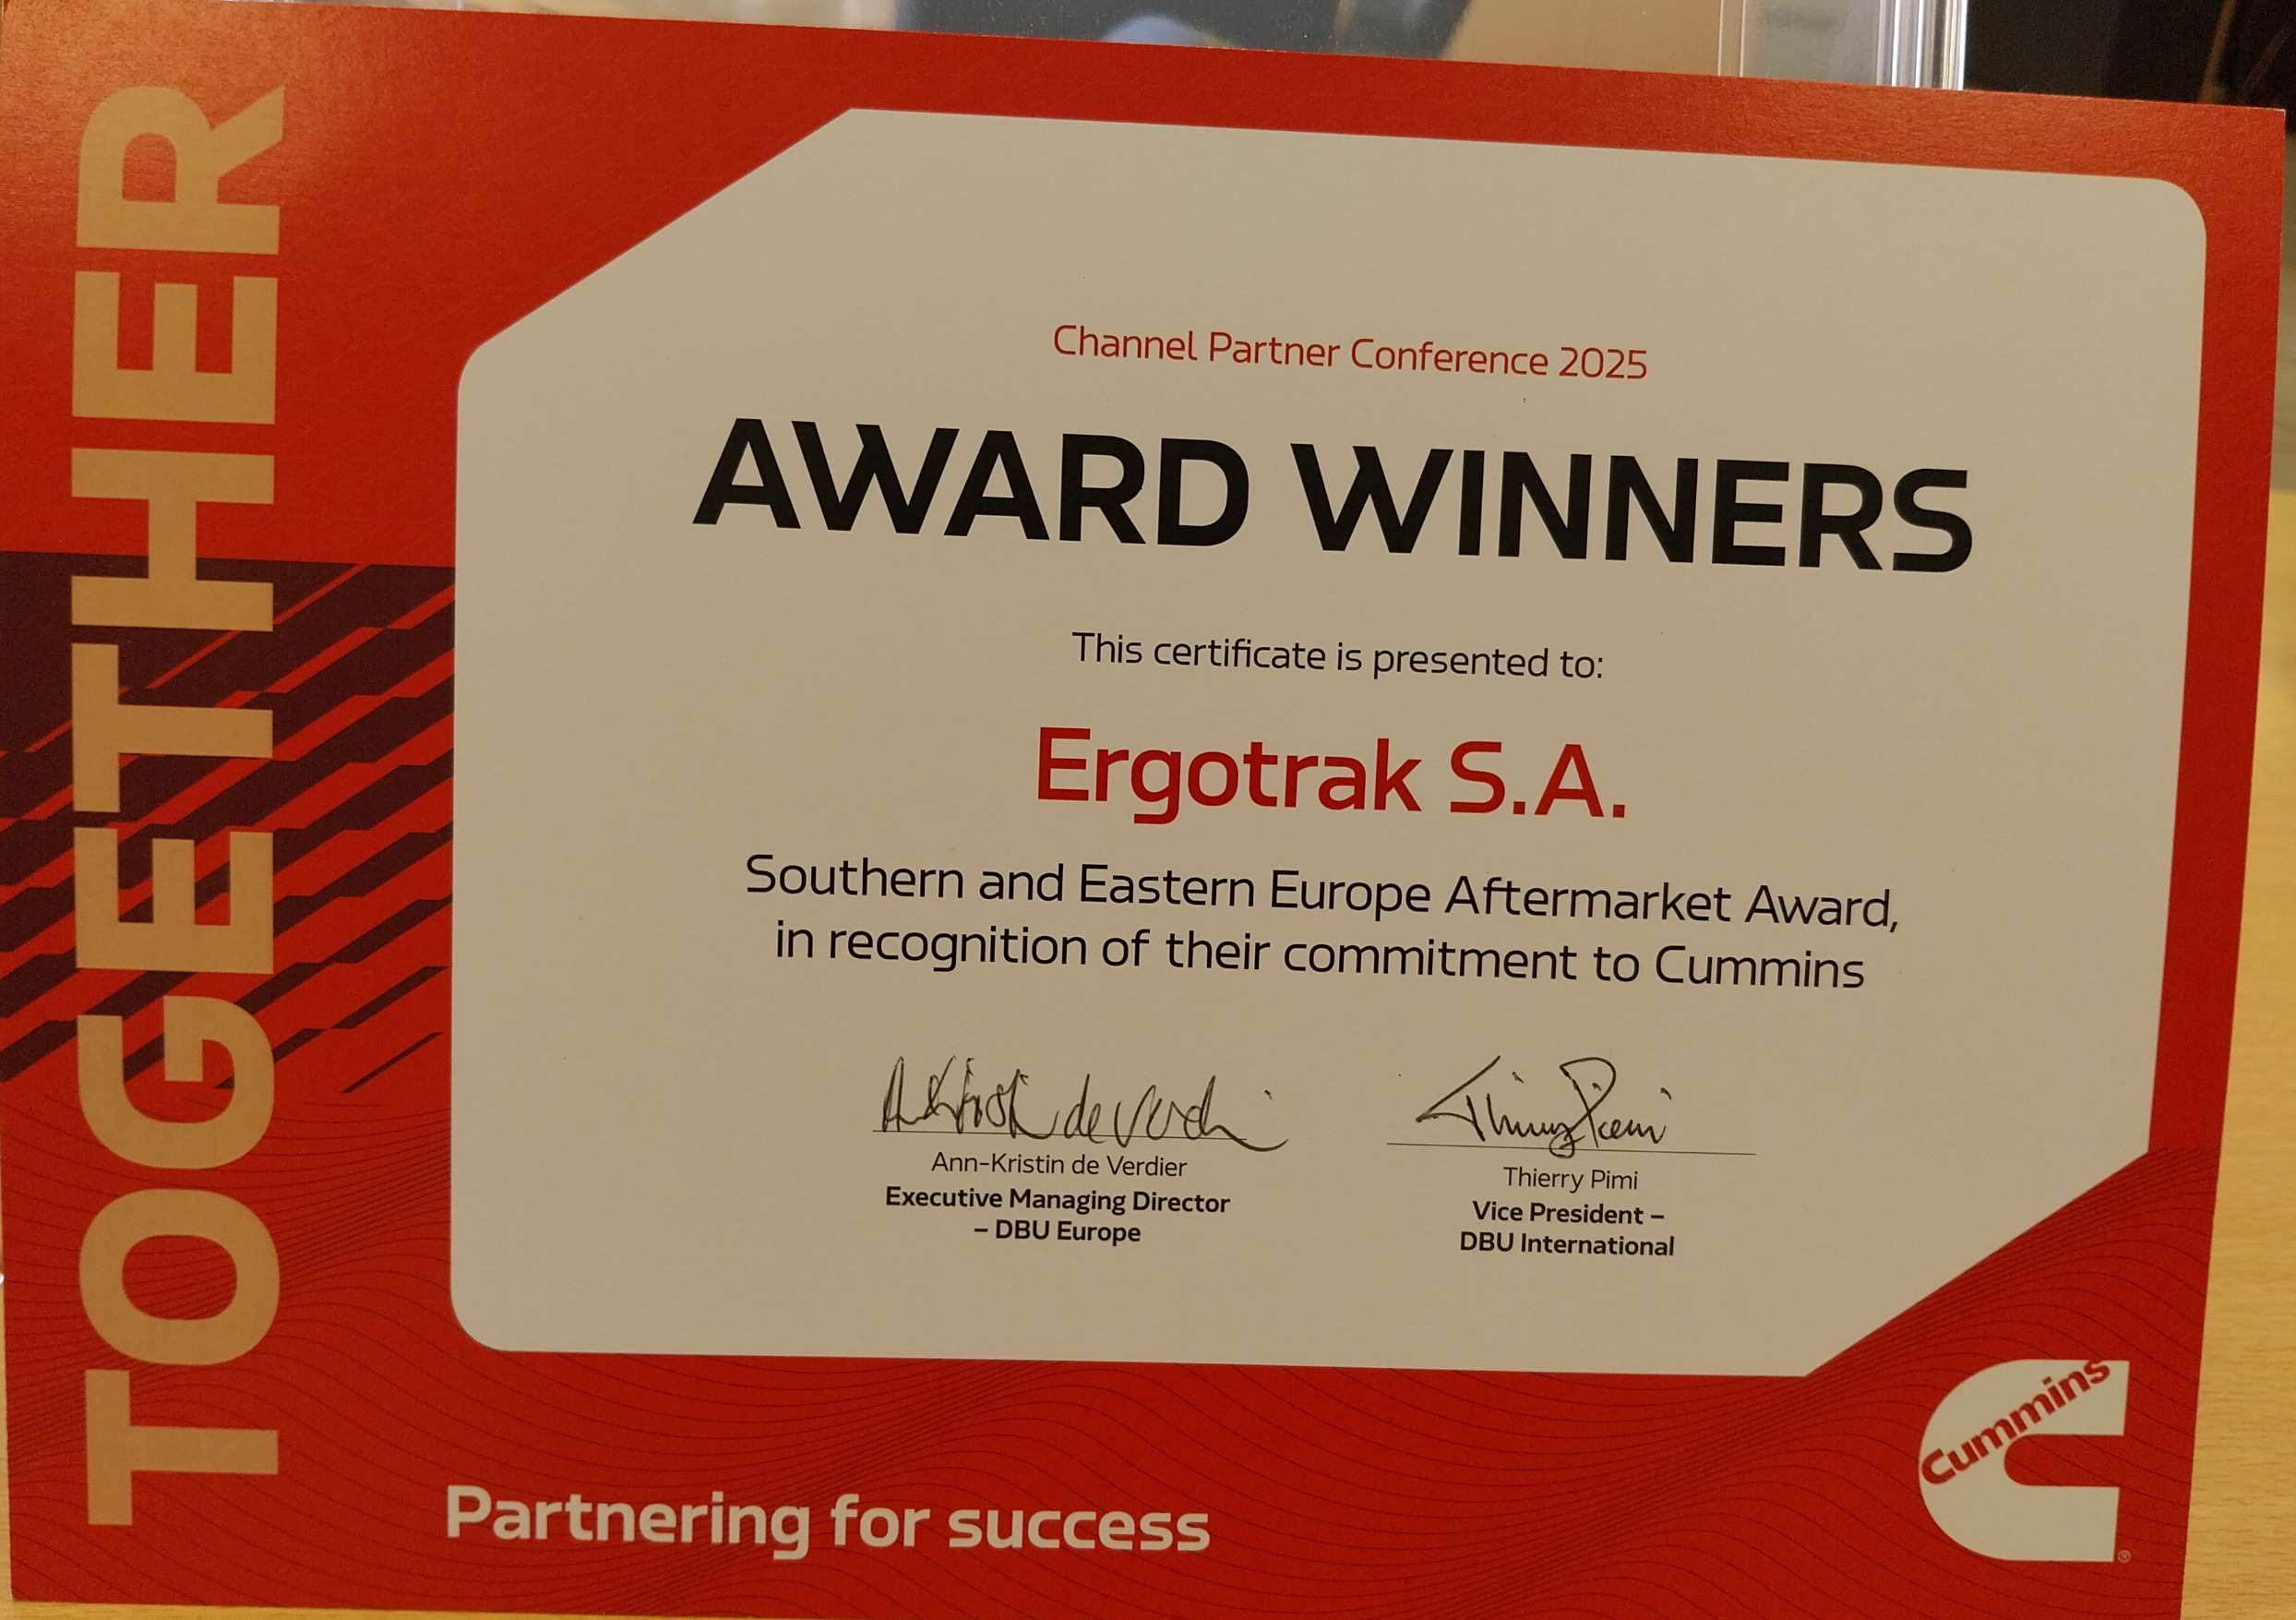 TOGETHER
Channel Partner Conference 2025
AWARD WINNERS
This certificate is presented to:
Ergotrak S.A.
Southern and Eastern Europe Aftermarket Award,
in recognition of their commitment to Cummins
Ann-Kristin de Verdier
Executive Managing Director
– DBU Europe
Thierry Pimi
Vice President –
DBU International
Partnering for success
Cummins